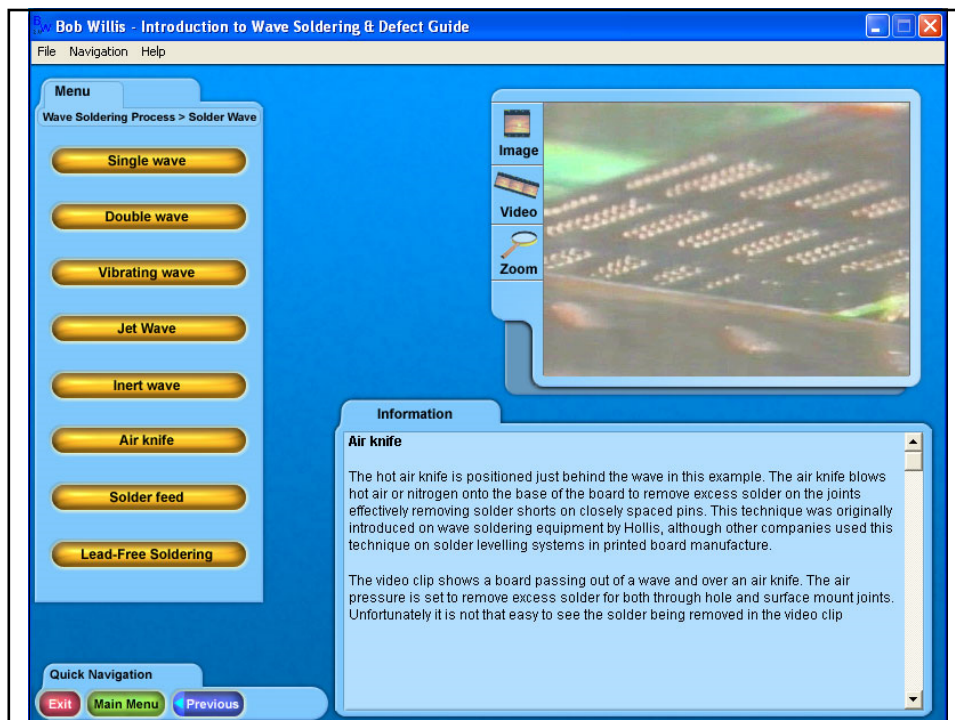 Bob Willis - Introduction to Wave Soldering & Defect Guide
File Navigation Help
Menu
Wave Soldering Process > Solder Wave
Single wave
Double wave
Vibrating wave
Jet Wave
Inert wave
Air knife
Solder feed
Lead-Free Soldering
Image
Video
Zoom
Information
Air knife
The hot air knife is positioned just behind the wave in this example. The air knife blows
hot air or nitrogen onto the base of the board to remove excess solder on the joints
effectively removing solder shorts on closely spaced pins. This technique was originally
introduced on wave soldering equipment by Hollis, although other companies used this
technique on solder levelling systems in printed board manufacture.
The video clip shows a board passing out of a wave and over an air knife. The air
pressure is set to remove excess solder for both through hole and surface mount joints.
Unfortunately it is not that easy to see the solder being removed in the video clip
Quick Navigation
Exit Main Menu Previous